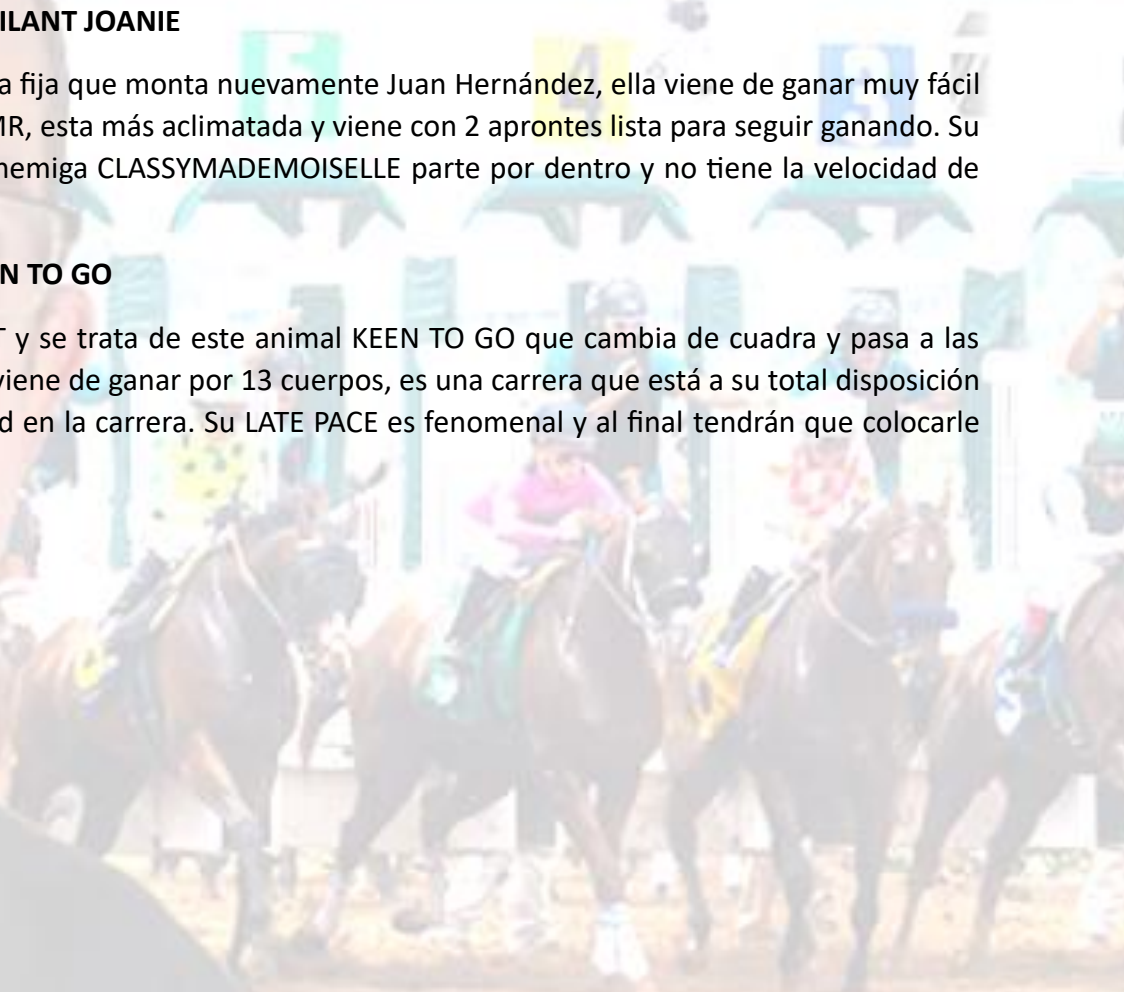 ILANT JOANIE
a fija que monta nuevamente Juan Hernández, ella viene de ganar muy fácil
MR, esta más aclimatada y viene con 2 aprontes lista para seguir ganando. Su
nemiga CLASSYMADEMOISELLE parte por dentro y no tiene la velocidad de
N TO GO
T y se trata de este animal KEEN TO GO que cambia de cuadra y pasa a las
viene de ganar por 13 cuerpos, es una carrera que está a su total disposición
d en la carrera. Su LATE PACE es fenomenal y al final tendrán que colocarle
4
3